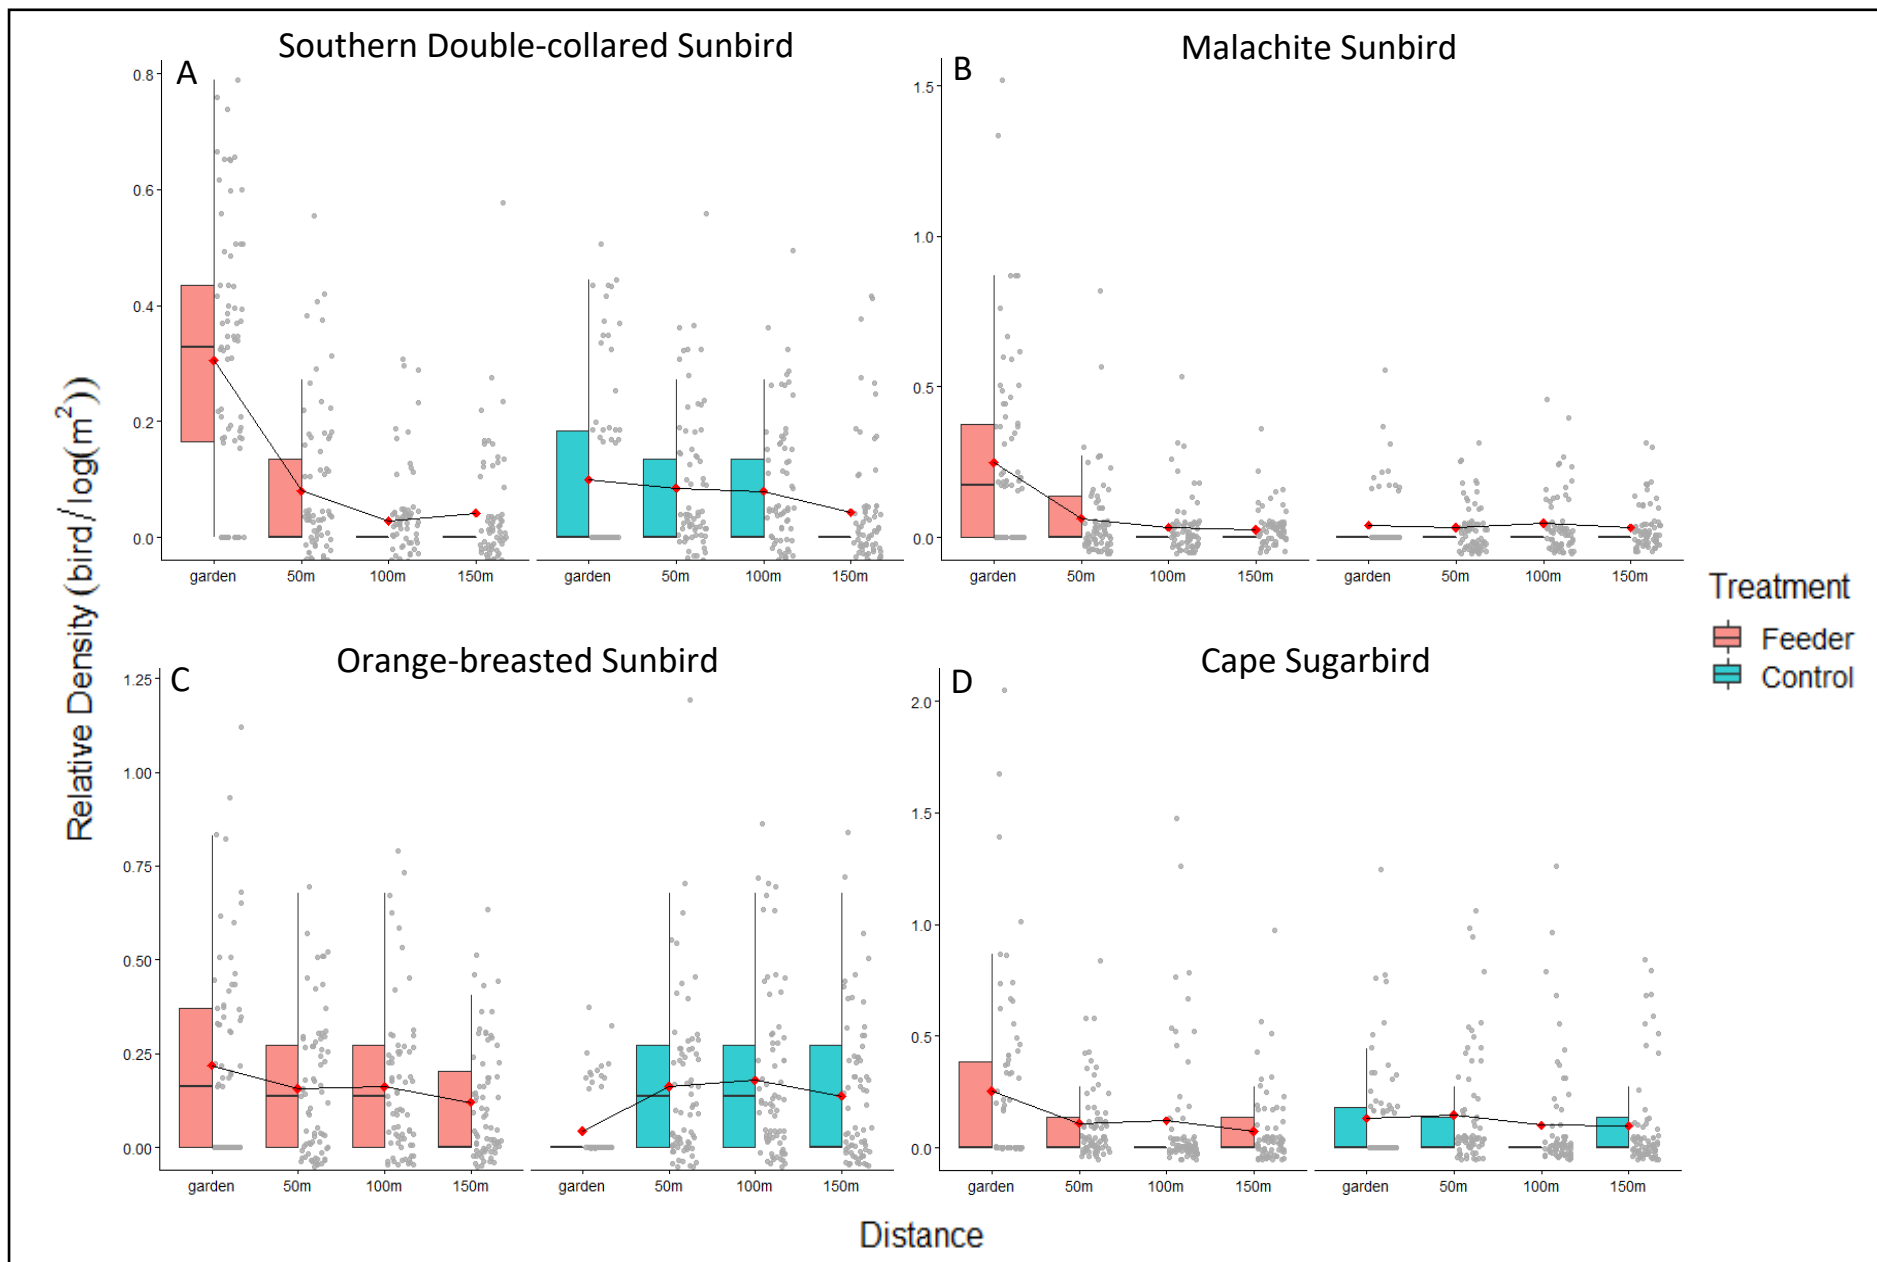 Southern Double-collared Sunbird
Malachite Sunbird
A
B
0.8
0.6
0.4
0.2
0.0
1.5
1.0
0.5
0.0
garden 50m 100m 150m garden 50m 100m 150m
garden 50m 100m 150m garden 50m 100m 150m
Relative Density (bird/log(m²))
Treatment
Feeder
Control
Orange-breasted Sunbird
Cape Sugarbird
C
D
1.25
1.00
0.75
0.50
0.25
0.00
2.0
1.5
1.0
0.5
0.0
garden 50m 100m 150m garden 50m 100m 150m
garden 50m 100m 150m garden 50m 100m 150m
Distance